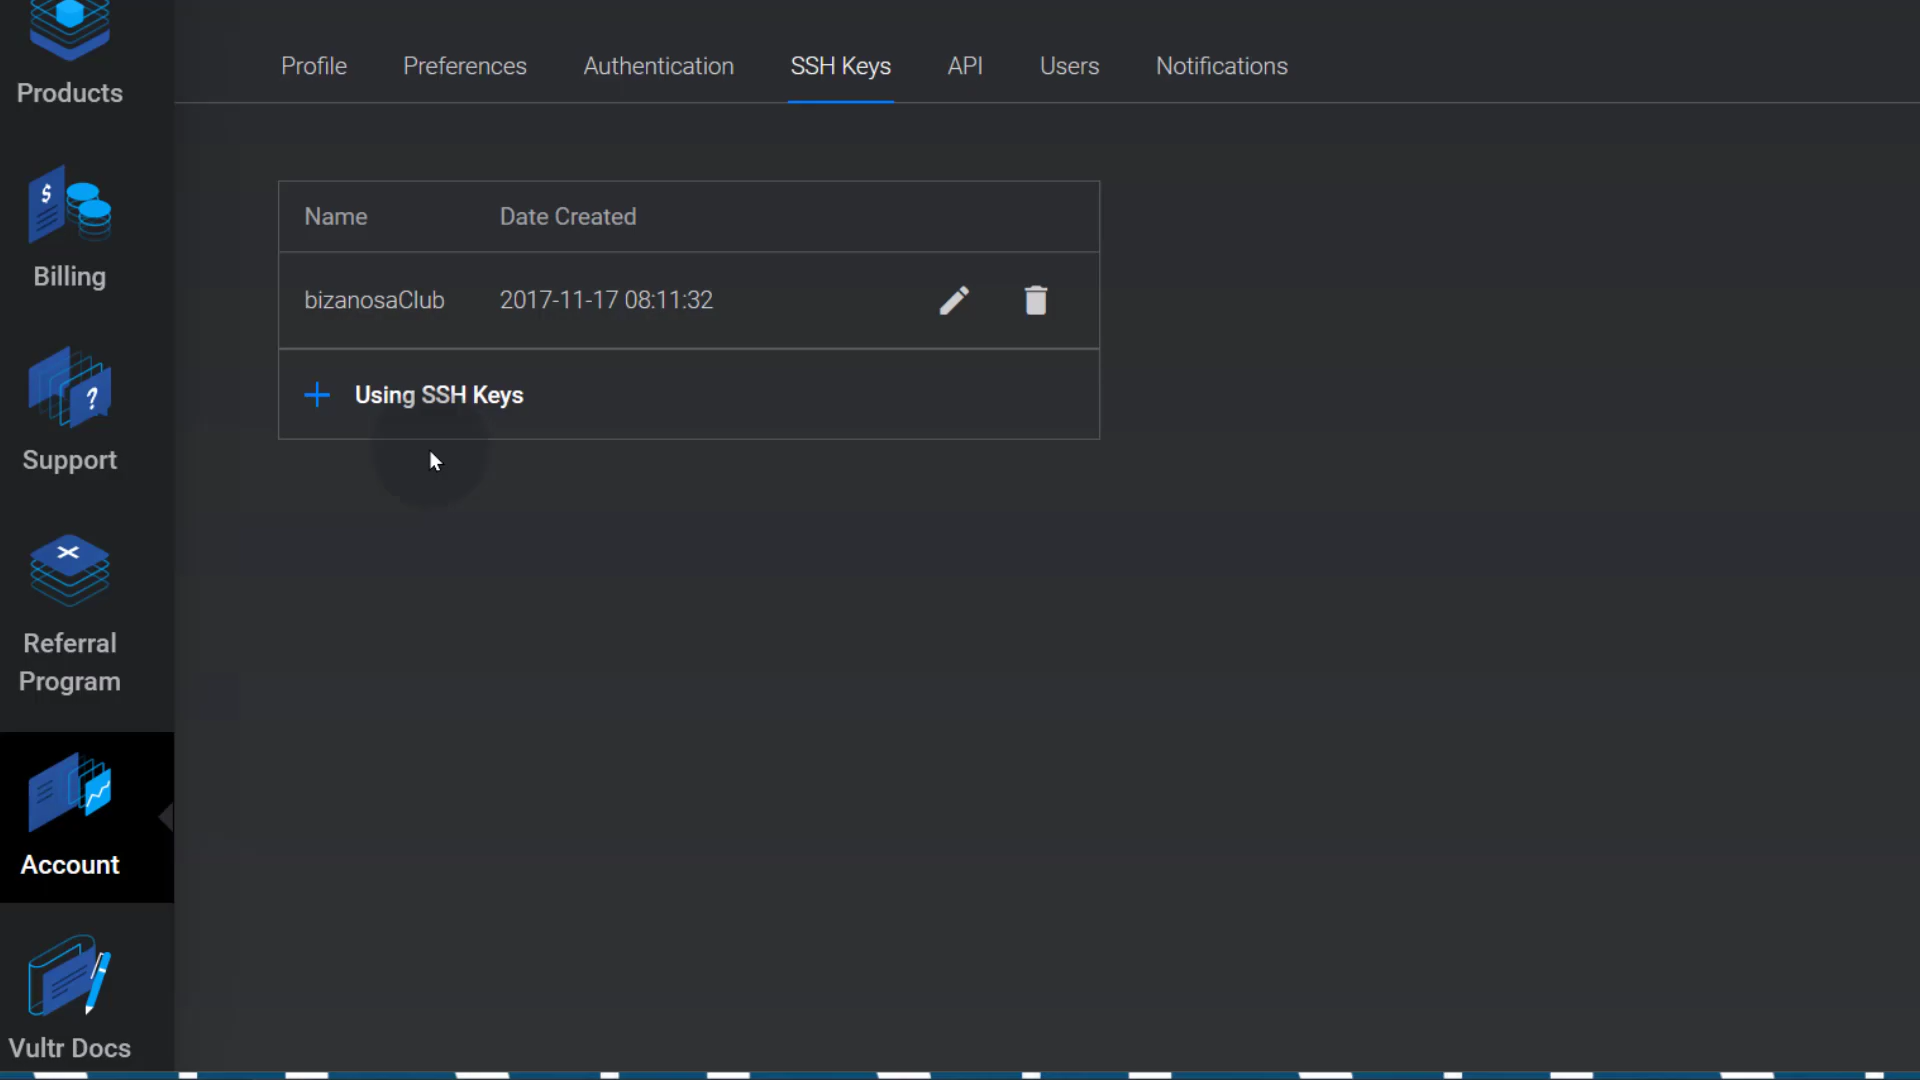 Products
Billing
Support
Referral
Program
Account
Vultr Docs
Profile Preferences Authentication SSH Keys API Users Notifications
Name Date Created
bizanosaClub 2017-11-17 08:11:32
Using SSH Keys